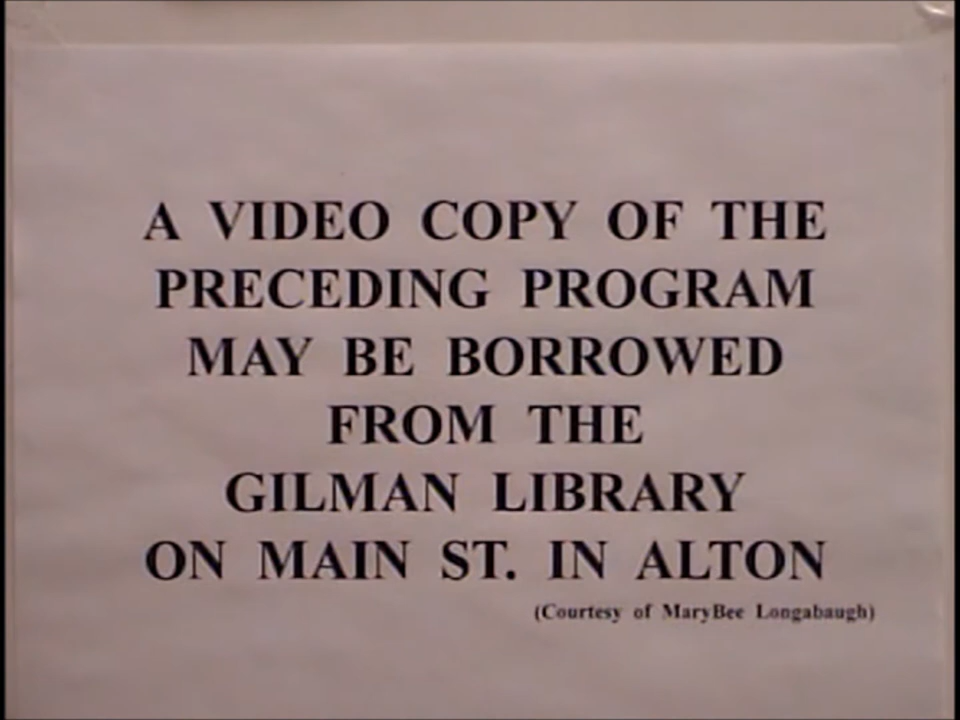 A VIDEO COPY OF THE
PRECEDING PROGRAM
MAY BE BORROWED
FROM THE
GILMAN LIBRARY
ON MAIN ST. IN ALTON
(Courtesy of MaryBee Longabaugh)